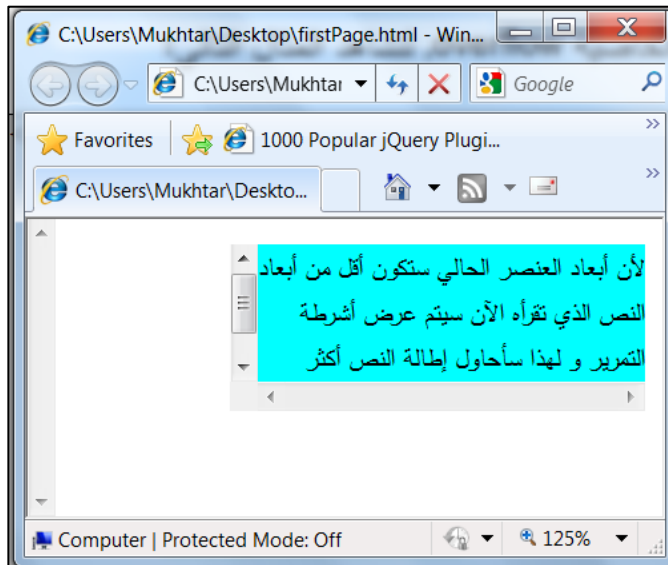 C:\Users\Mukhtar\Desktop\firstPage.html - Win...
C:\Users\Mukhtar
Google
Favorites
1000 Popular jQuery Plugi...
C:\Users\Mukhtar\Deskto...
لأن أبعاد العنصر الحالي ستكون أقل من أبعاد
النص الذي تقرأه الآن سيتم عرض أشرطة
التمرير و لهذا سأحاول إطالة النص أكثر
Computer | Protected Mode: Off
125%